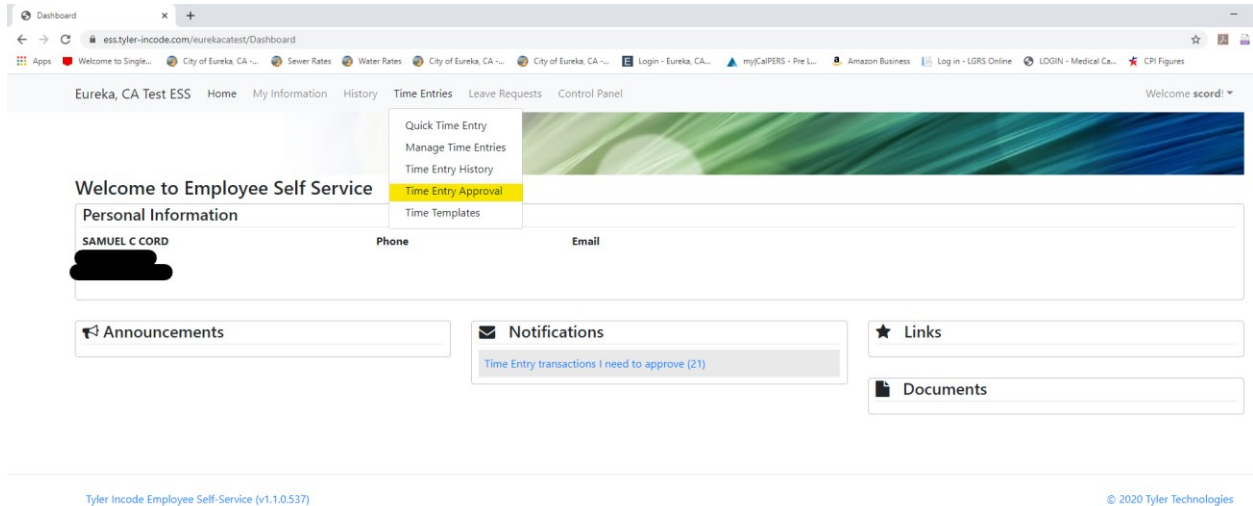 Dashboard
ess.tyler-incode.com/eurekacatest/Dashboard
Apps Welcome to Single... City of Eureka, CA -... Sewer Rates Water Rates City of Eureka, CA -... City of Eureka, CA -... Login - Eureka, CA... my|CalPERS - Pre L... Amazon Business Log in - LGRS Online LOGIN - Medical Ca... CPI Figures
Eureka, CA Test ESS Home My Information History Time Entries Leave Requests Control Panel Welcome scord!
Quick Time Entry
Manage Time Entries
Time Entry History
Time Entry Approval
Time Templates
Welcome to Employee Self Service
Personal Information
SAMUEL C CORD Phone Email
Announcements Notifications Links
Time Entry transactions I need to approve (21)
Documents
Tyler Incode Employee Self-Service (v1.1.0.537) © 2020 Tyler Technologies